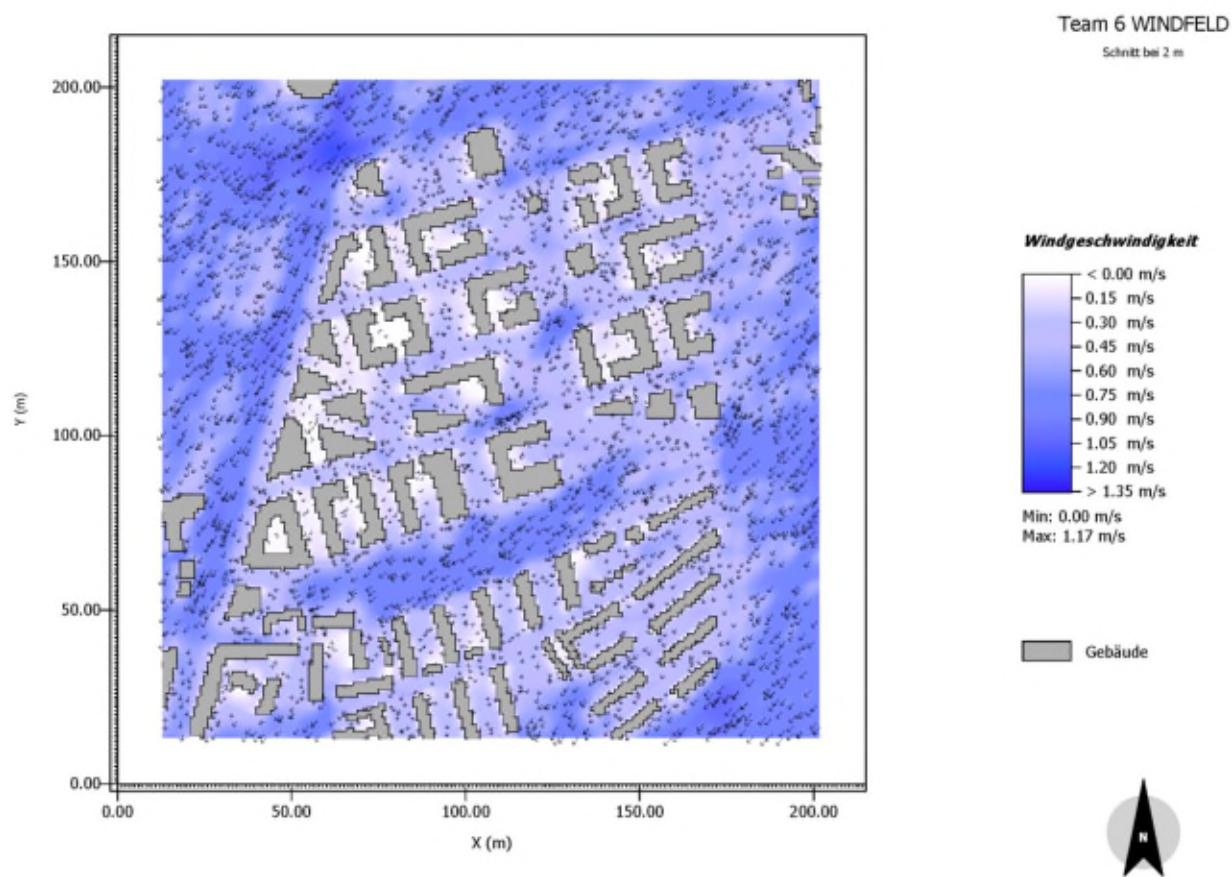 Team 6 WINDFELD
Schnitt bei 2 m
200.00
150.00
100.00
50.00
0.00
Y (m)
0.00 50.00 100.00 150.00 200.00
X (m)
Windgeschwindigkeit
< 0.00 m/s
0.15 m/s
0.30 m/s
0.45 m/s
0.60 m/s
0.75 m/s
0.90 m/s
1.05 m/s
1.20 m/s
> 1.35 m/s
Min: 0.00 m/s
Max: 1.17 m/s
Gebäude
N